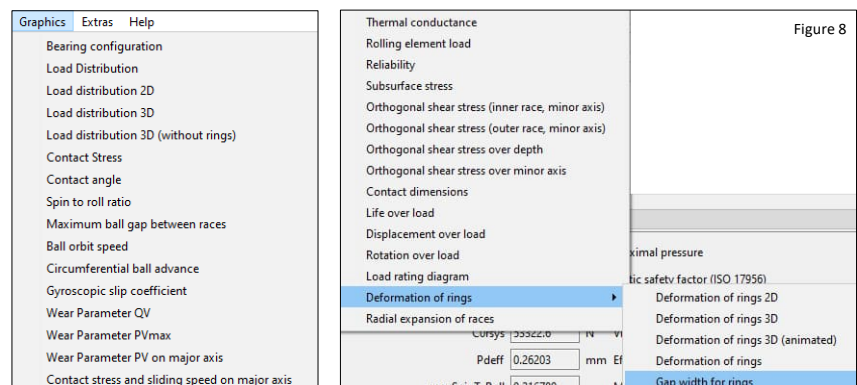 Graphics Extras Help
Bearing configuration
Load Distribution
Load distribution 2D
Load distribution 3D
Load distribution 3D (without rings)
Contact Stress
Contact angle
Spin to roll ratio
Maximum ball gap between races
Ball orbit speed
Circumferential ball advance
Gyroscopic slip coefficient
Wear Parameter QV
Wear Parameter PVmax
Wear Parameter PV on major axis
Contact stress and sliding speed on major axis
Figure 8
Thermal conductance
Rolling element load
Reliability
Subsurface stress
Orthogonal shear stress (inner race, minor axis)
Orthogonal shear stress (outer race, minor axis)
Orthogonal shear stress over depth
Orthogonal shear stress over minor axis
Contact dimensions
Life over load
Displacement over load
Rotation over load
Load rating diagram
Deformation of rings
Radial expansion of races
pressure
safety factor (ISO 17956)
Deformation of rings 2D
Deformation of rings 3D
Deformation of rings 3D (animated)
Deformation of rings
Gap width for rings
N
Pdeff 0.26203 mm